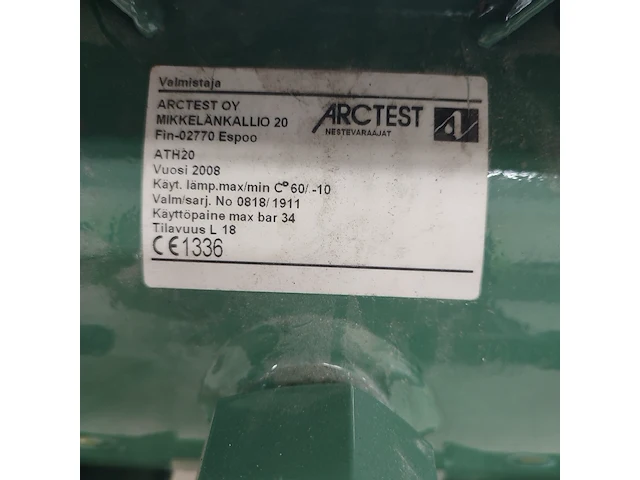 Valmistaja
ARCTEST OY
MIKKELÄNKALLIO 20
Fin-02770 Espoo
ARCTEST
NESTEVARAAJAT
ATH20
Vuosi 2008
Käyt. lämp.max/min C° 60/.-10
Valm/sarj. No 0818/1911
Käyttöpaine max bar 34
Tilavuus L 18
CE1336